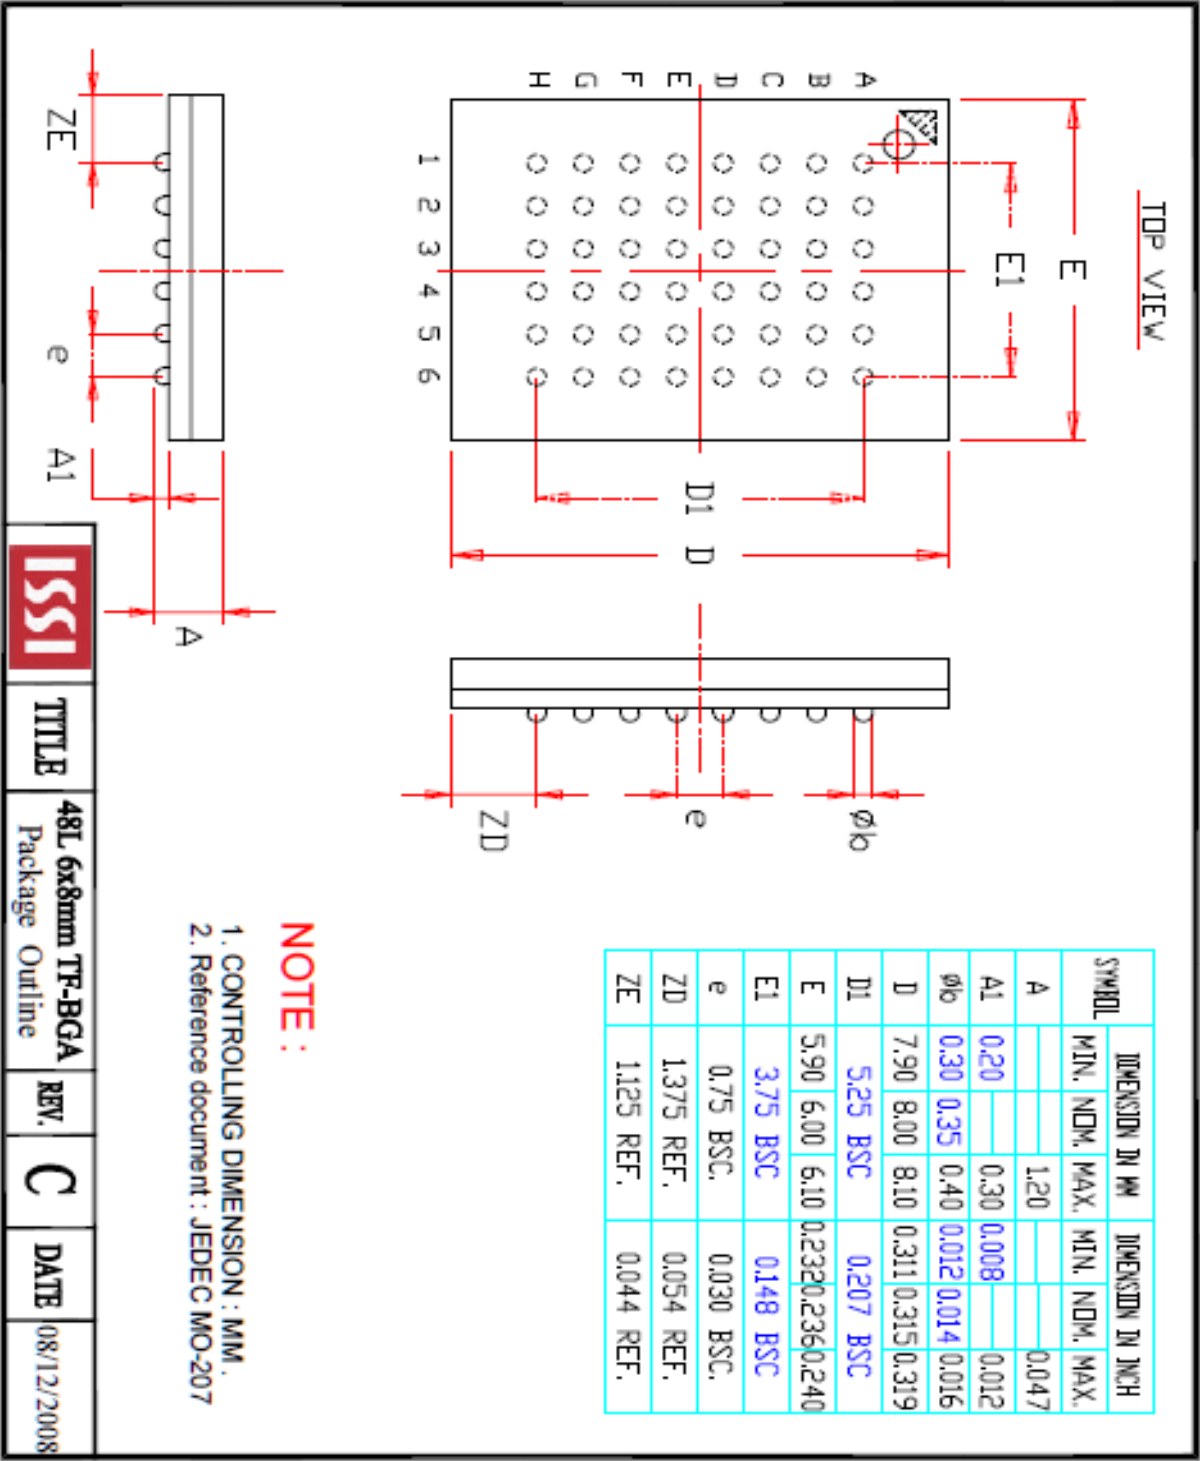 TOP VIEW
E
E1
A B C D E F G H
1 2 3 4 5 6
D1
D
ZE
e
A1
A
Øb
e
ZD
SYMBOL DIMENSION IN MM DIMENSION IN INCH
MIN. NOM. MAX. MIN. NOM. MAX.
A 1.20 0.047
A1 0.20 0.30 0.008 0.012
Øb 0.30 0.35 0.40 0.012 0.014 0.016
D 7.90 8.00 8.10 0.311 0.315 0.319
D1 5.25 BSC 0.207 BSC
E 5.90 6.00 6.10 0.232 0.236 0.240
E1 3.75 BSC 0.148 BSC
e 0.75 BSC. 0.030 BSC.
ZD 1.375 REF. 0.054 REF.
ZE 1.125 REF. 0.044 REF.
NOTE :
1. CONTROLLING DIMENSION : MM .
2. Reference document : JEDEC MO-207
ISSI
TITLE
48L 6x8mm TF-BGA
Package Outline
REV.
C
DATE
08/12/2008